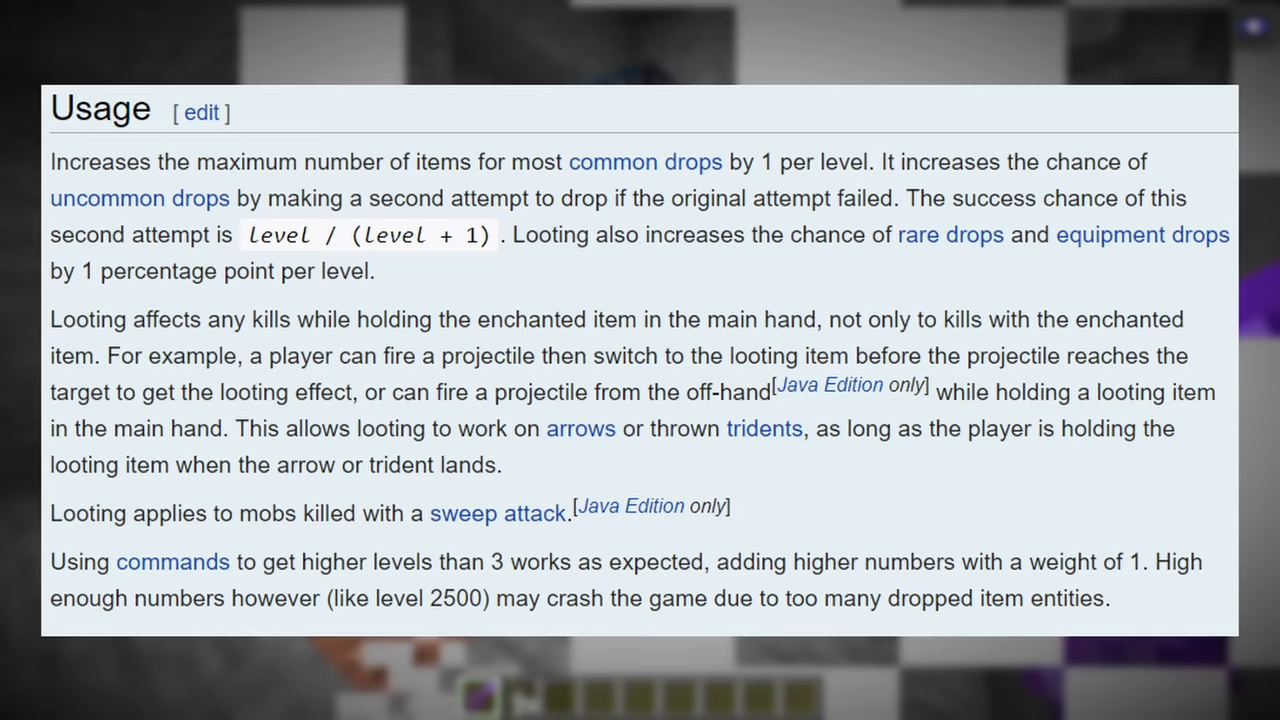 Usage [ edit ]
Increases the maximum number of items for most common drops by 1 per level. It increases the chance of
uncommon drops by making a second attempt to drop if the original attempt failed. The success chance of this
second attempt is level / (level + 1) . Looting also increases the chance of rare drops and equipment drops
by 1 percentage point per level.
Looting affects any kills while holding the enchanted item in the main hand, not only to kills with the enchanted
item. For example, a player can fire a projectile then switch to the looting item before the projectile reaches the
target to get the looting effect, or can fire a projectile from the off-hand[Java Edition only] while holding a looting item
in the main hand. This allows looting to work on arrows or thrown tridents, as long as the player is holding the
looting item when the arrow or trident lands.
Looting applies to mobs killed with a sweep attack.[Java Edition only]
Using commands to get higher levels than 3 works as expected, adding higher numbers with a weight of 1. High
enough numbers however (like level 2500) may crash the game due to too many dropped item entities.